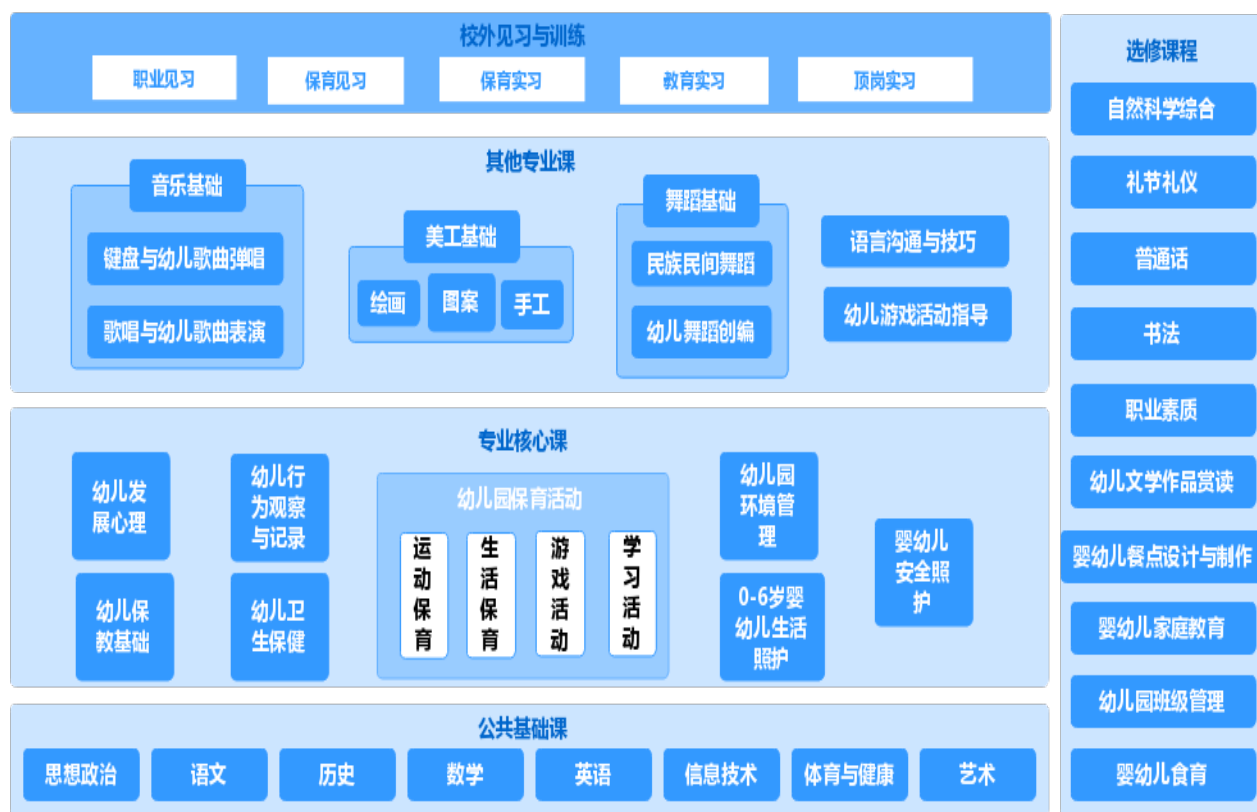 校外见习与训练
职业见习
保育见习
保育实习
教育实习
顶岗实习
其他专业课
音乐基础
键盘与幼儿歌曲弹唱
歌唱与幼儿歌曲表演
美工基础
绘画
图案
手工
舞蹈基础
民族民间舞蹈
幼儿舞蹈创编
语言沟通与技巧
幼儿游戏活动指导
专业核心课
幼儿发
展心理
幼儿保
教基础
幼儿行
为观察
与记录
幼儿卫
生保健
幼儿园保育活动
运动保育
生活保育
游戏活动
学习活动
幼儿园
环境管
理
0-6岁婴
幼儿生活
照护
婴幼儿
安全照
护
公共基础课
思想政治
语文
历史
数学
英语
信息技术
体育与健康
艺术
选修课程
自然科学综合
礼节礼仪
普通话
书法
职业素质
幼儿文学作品赏读
婴幼儿餐点设计与制作
婴幼儿家庭教育
幼儿园班级管理
婴幼儿食育